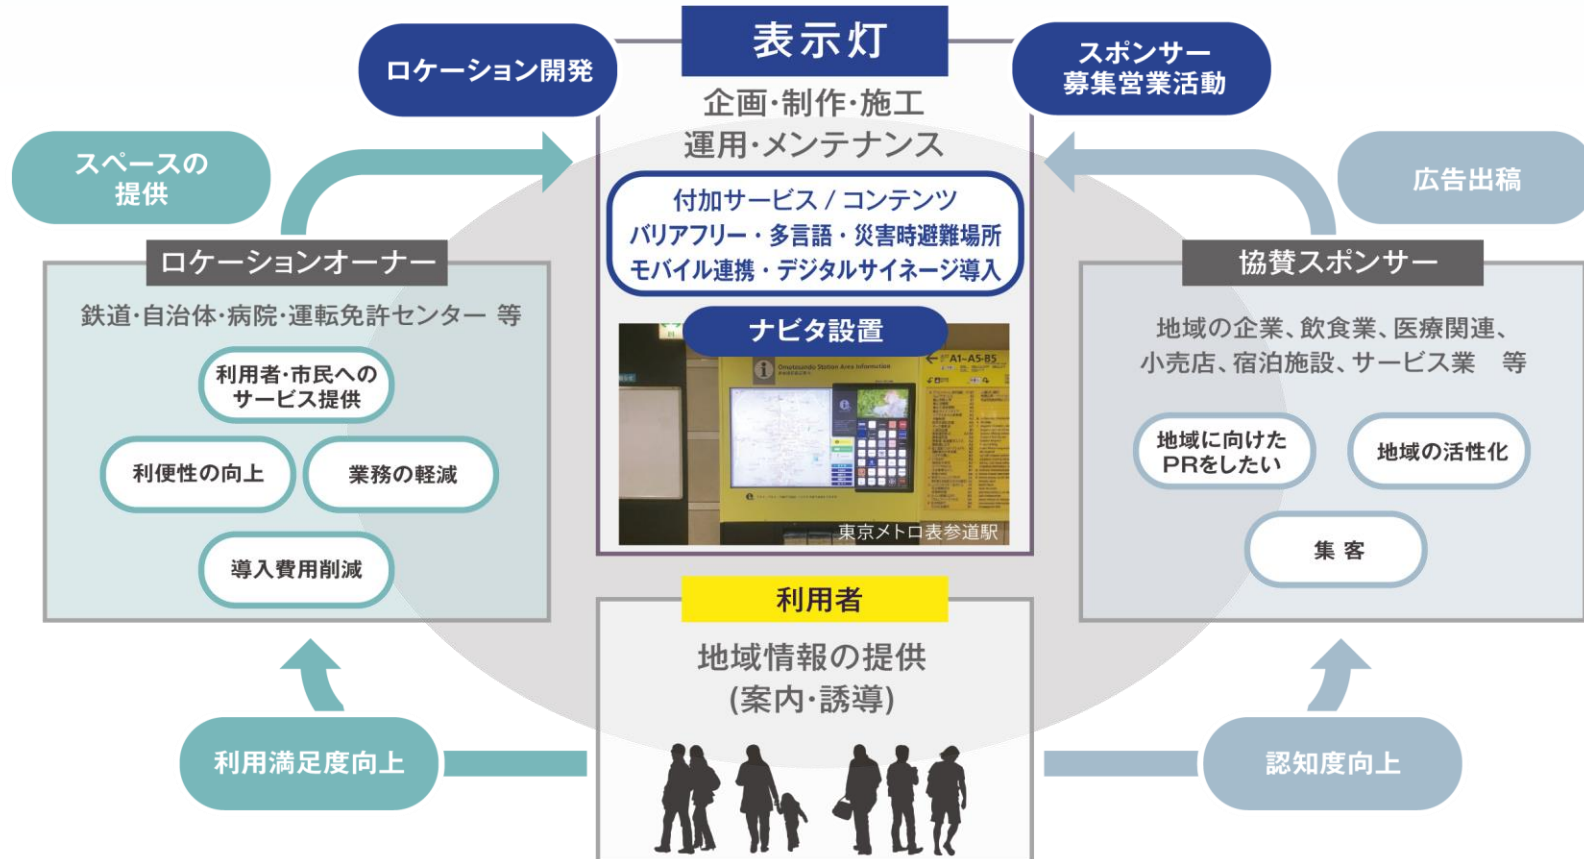 表示灯
ロケーション開発
スポンサー
募集営業活動
企画・制作・施工
運用・メンテナンス
スペースの
提供
広告出稿
付加サービス / コンテンツ
バリアフリー・多言語・災害時避難場所
モバイル連携・デジタルサイネージ導入
ロケーションオーナー
鉄道・自治体・病院・運転免許センター 等
利用者・市民への
サービス提供
利便性の向上
業務の軽減
導入費用削減
ナビタ設置
Omotesando Station Area Information
A1-A5・B5
東京メトロ表参道駅
協賛スポンサー
地域の企業、飲食業、医療関連、
小売店、宿泊施設、サービス業 等
地域に向けた
PRをしたい
地域の活性化
集 客
利用者
地域情報の提供
(案内・誘導)
利用満足度向上
認知度向上